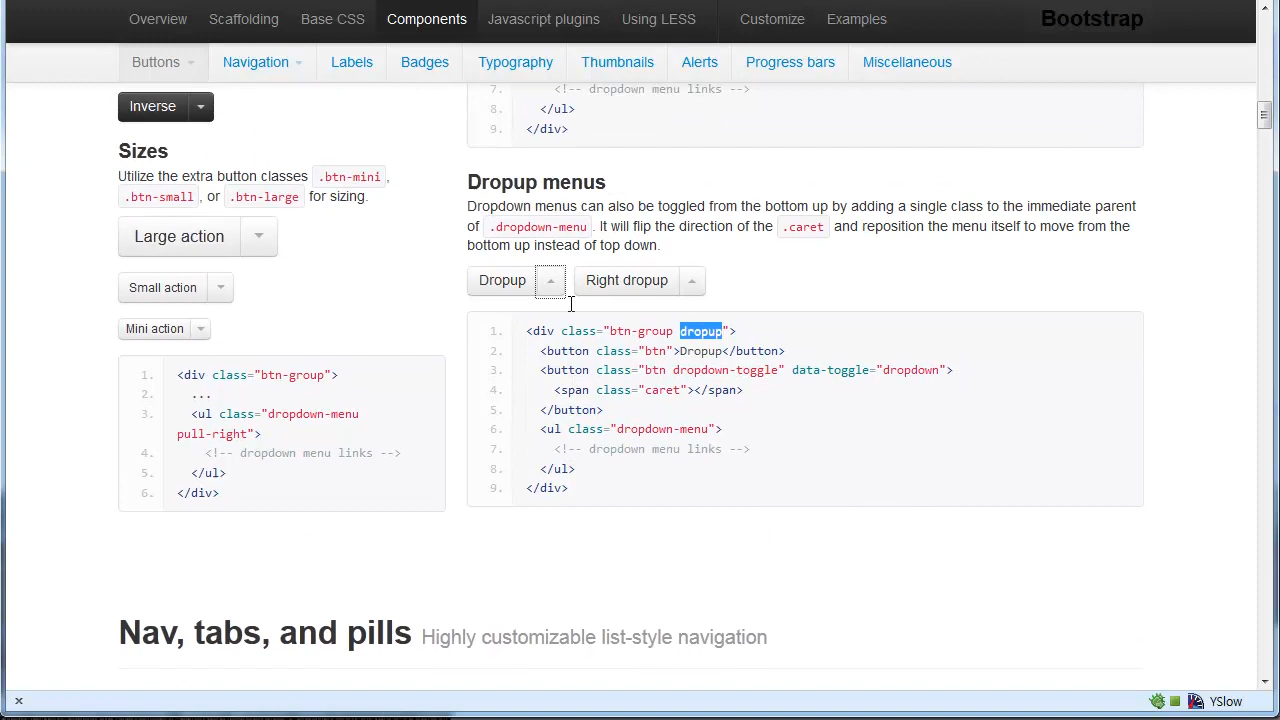 Overview Scaffolding Base CSS Components Javascript plugins Using LESS Customize Examples Bootstrap
Buttons Navigation Labels Badges Typography Thumbnails Alerts Progress bars Miscellaneous
Inverse
Sizes
Utilize the extra button classes .btn-mini,
.btn-small, or .btn-large for sizing.
Large action
Small action
Mini action
1. <div class="btn-group">
2. ...
3. <ul class="dropdown-menu
pull-right">
4. <!-- dropdown menu links -->
5. </ul>
6. </div>
7. <!-- dropdown menu links -->
8. </ul>
9. </div>
Dropup menus
Dropdown menus can also be toggled from the bottom up by adding a single class to the immediate parent
of .dropdown-menu. It will flip the direction of the .caret and reposition the menu itself to move from the
bottom up instead of top down.
Dropup Right dropup
1. <div class="btn-group dropup">
2. <button class="btn">Dropup</button>
3. <button class="btn dropdown-toggle" data-toggle="dropdown">
4. <span class="caret"></span>
5. </button>
6. <ul class="dropdown-menu">
7. <!-- dropdown menu links -->
8. </ul>
9. </div>
Nav, tabs, and pills Highly customizable list-style navigation
× YSlow